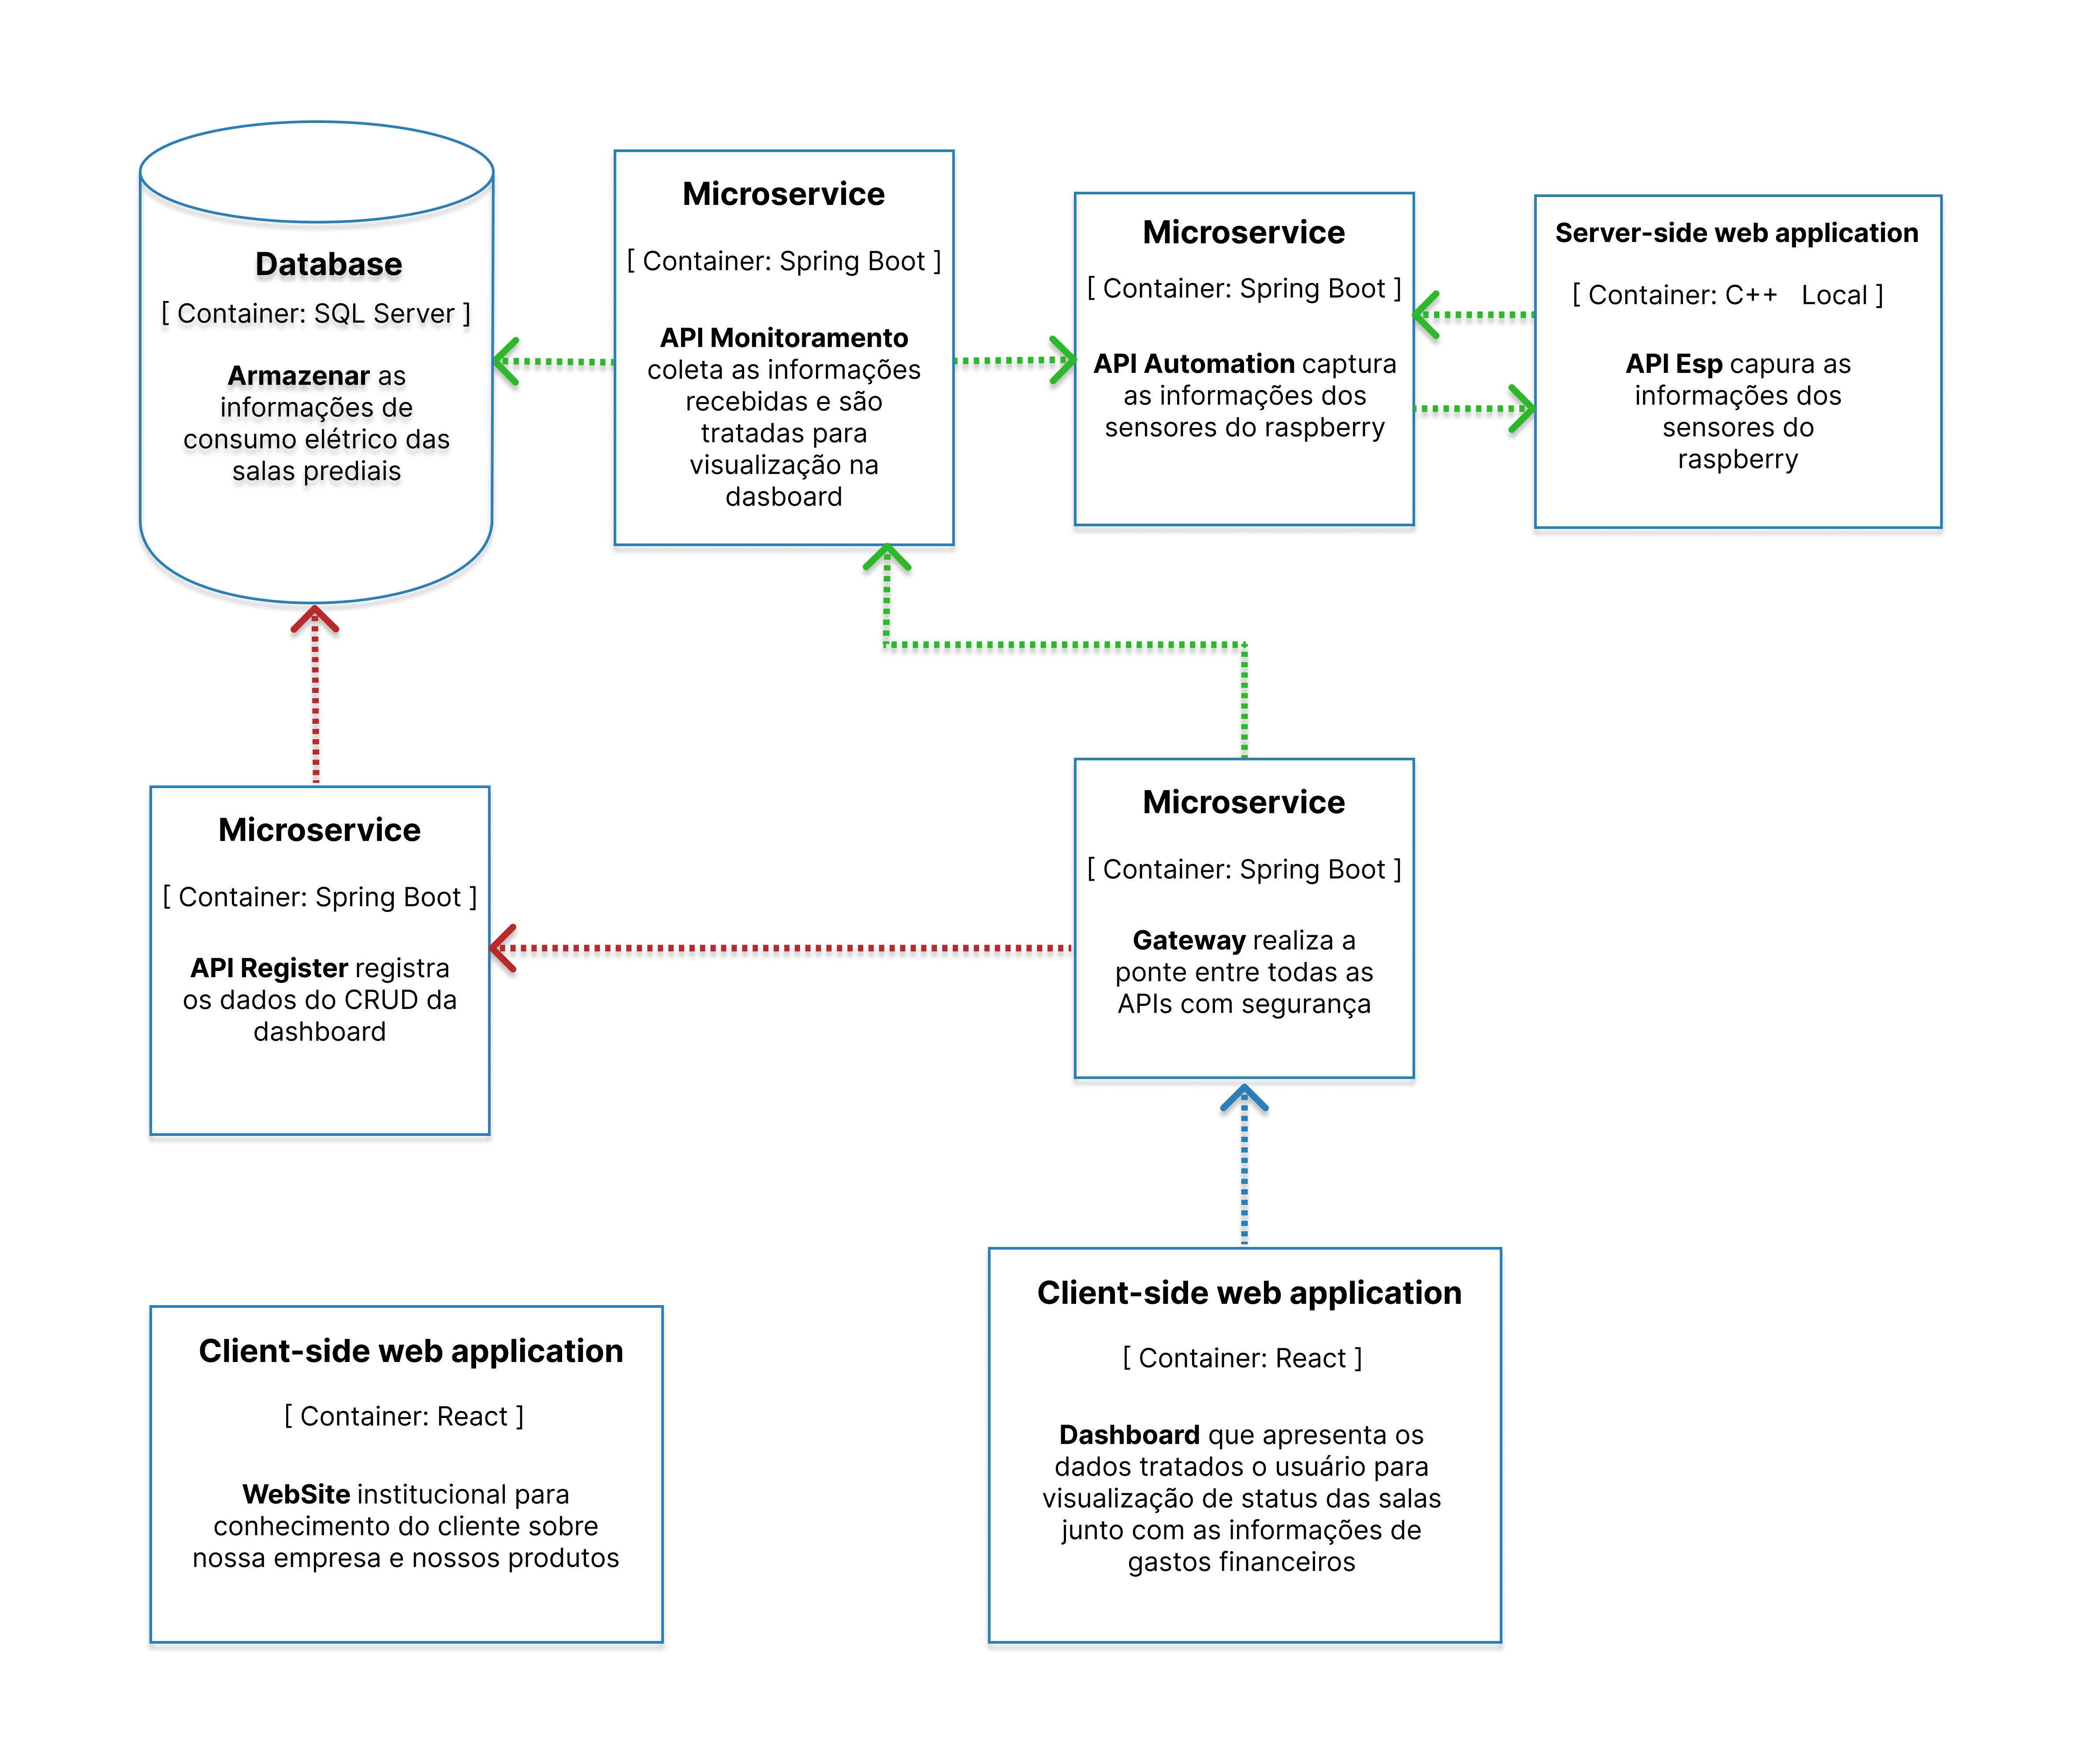 Database
[ Container: SQL Server ]
Armazenar as
informações de
consumo elétrico das
salas prediais
Microservice
[ Container: Spring Boot ]
API Monitoramento
coleta as informações
recebidas e são
tratadas para
visualização na
dasboard
Microservice
[ Container: Spring Boot ]
API Automation captura
as informações dos
sensores do raspberry
Server-side web application
[ Container: C++ Local ]
API Esp capura as
informações dos
sensores do
raspberry
Microservice
[ Container: Spring Boot ]
API Register registra
os dados do CRUD da
dashboard
Microservice
[ Container: Spring Boot ]
Gateway realiza a
ponte entre todas as
APIs com segurança
Client-side web application
[ Container: React ]
WebSite institucional para
conhecimento do cliente sobre
nossa empresa e nossos produtos
Client-side web application
[ Container: React ]
Dashboard que apresenta os
dados tratados o usuário para
visualização de status das salas
junto com as informações de
gastos financeiros